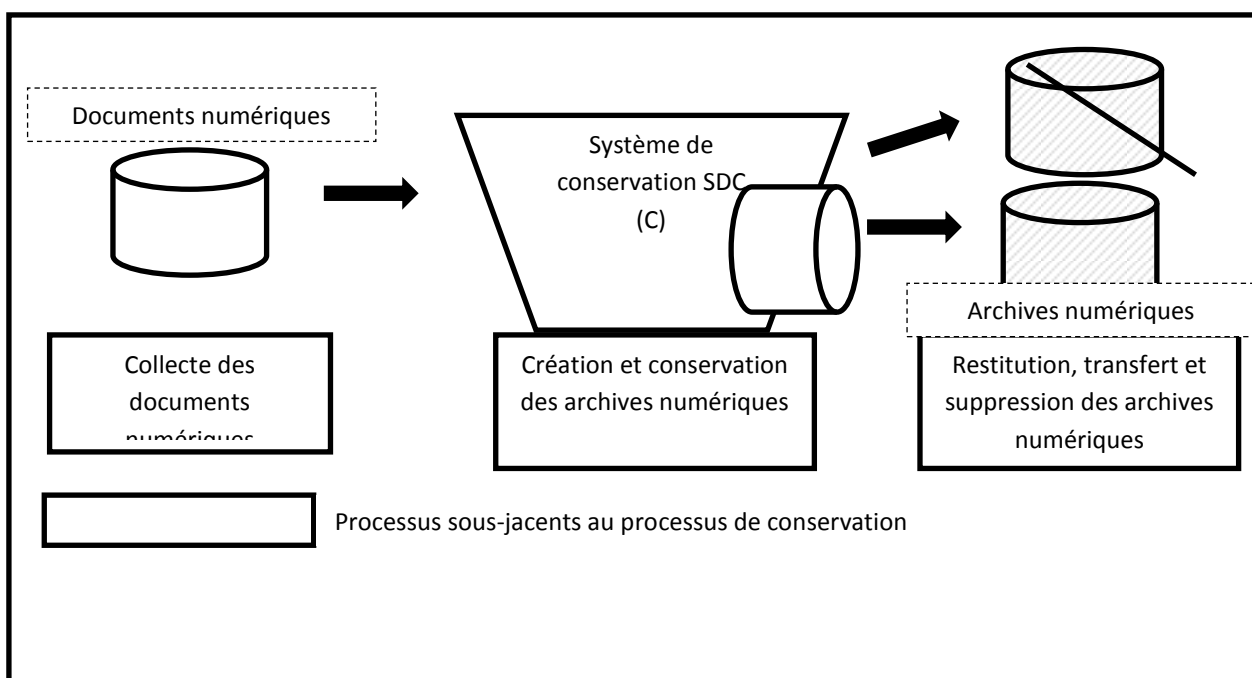 Documents numériques
Système de
conservation SDC
(C)
Archives numériques
Collecte des
documents
numériques
Création et conservation
des archives numériques
Restitution, transfert et
suppression des archives
numériques
Processus sous-jacents au processus de conservation